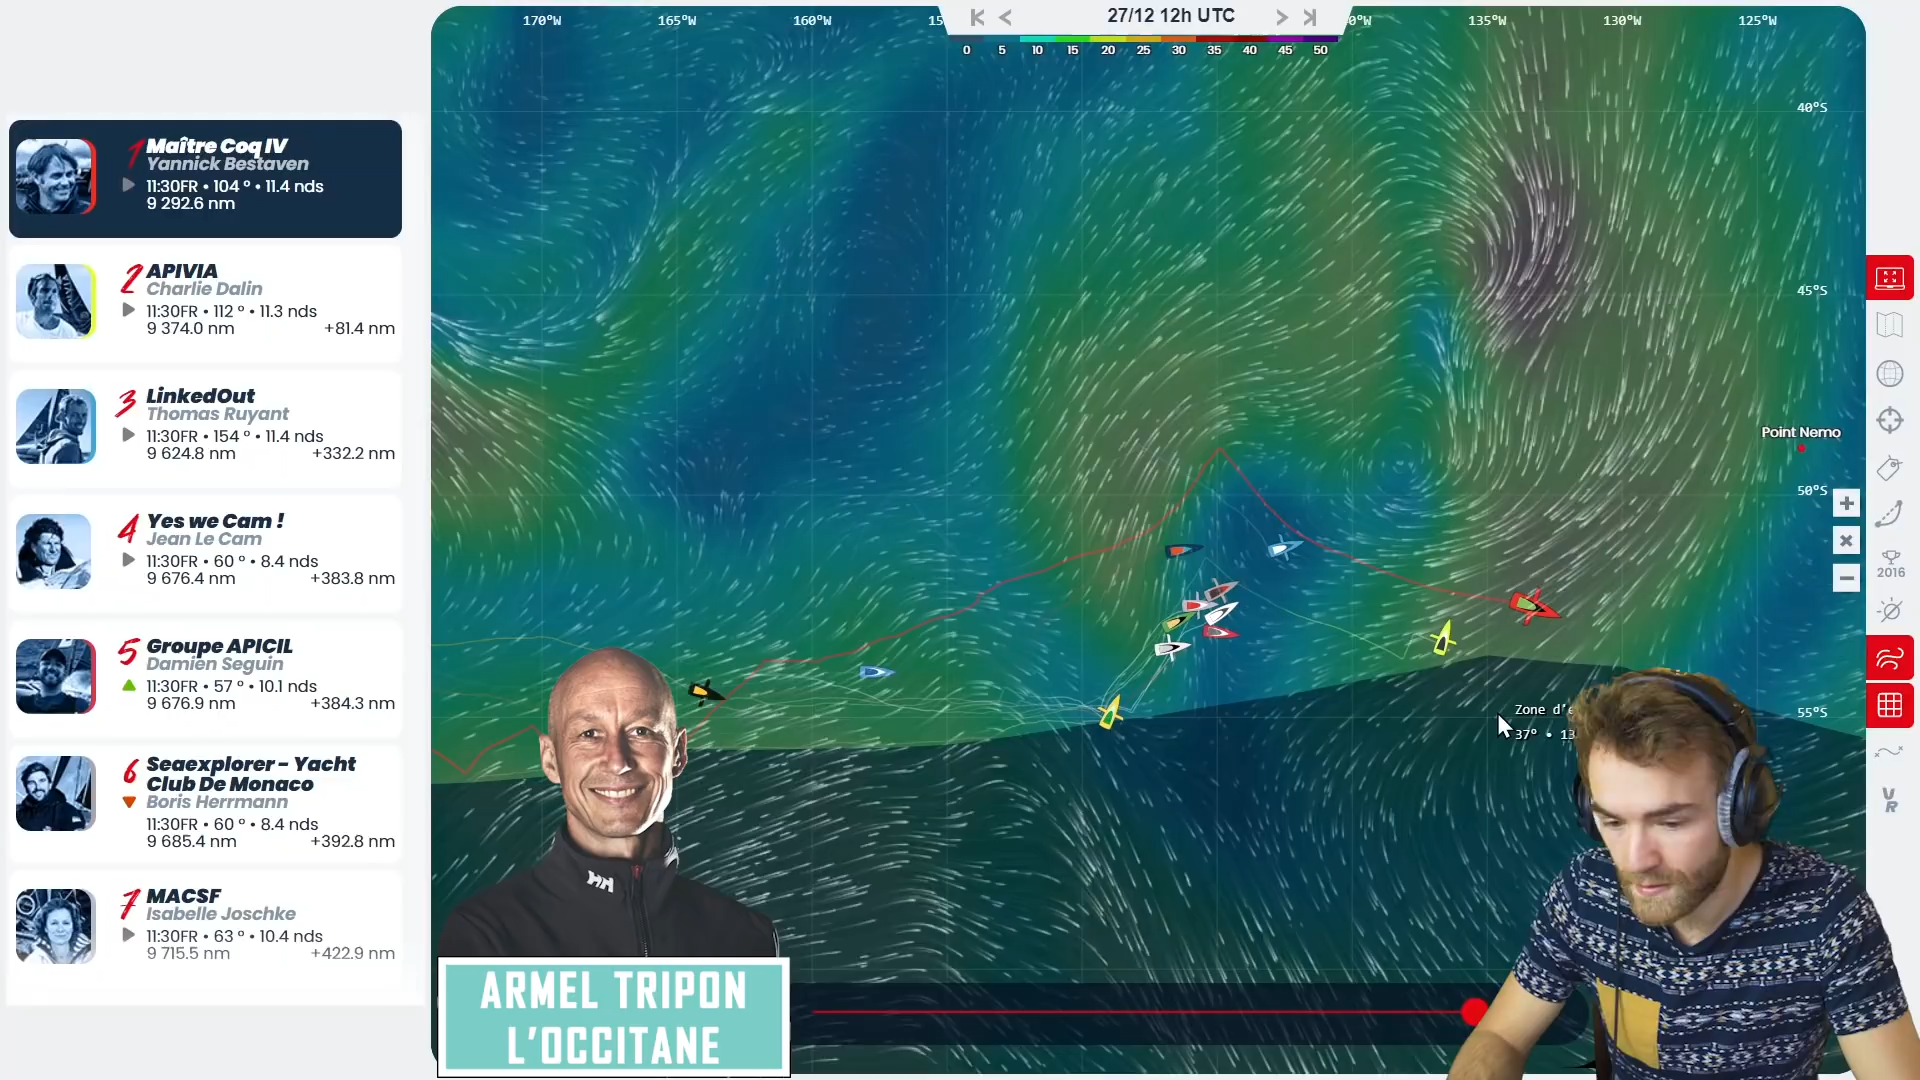 170°W
165°W
160°W
15
27/12 12h UTC
0°W
135°W
130°W
125°W
0 5 10 15 20 25 30 35 40 45 50
40°S
45°S
Point Nemo
50°S
55°S
Zone d'e
37° • 13
2016
VR
1
Maître Coq IV
Yannick Bestaven
11:30FR • 104 ° • 11.4 nds
9 292.6 nm
2
APIVIA
Charlie Dalin
11:30FR • 112 ° • 11.3 nds
9 374.0 nm +81.4 nm
3
LinkedOut
Thomas Ruyant
11:30FR • 154 ° • 11.4 nds
9 624.8 nm +332.2 nm
4
Yes we Cam !
Jean Le Cam
11:30FR • 60 ° • 8.4 nds
9 676.4 nm +383.8 nm
5
Groupe APICIL
Damien Seguin
11:30FR • 57 ° • 10.1 nds
9 676.9 nm +384.3 nm
6
Seaexplorer – Yacht
Club De Monaco
Boris Herrmann
11:30FR • 60 ° • 8.4 nds
9 685.4 nm +392.8 nm
7
MACSF
Isabelle Joschke
11:30FR • 63 ° • 10.4 nds
9 715.5 nm +422.9 nm
HH
ARMEL TRIPON
L'OCCITANE